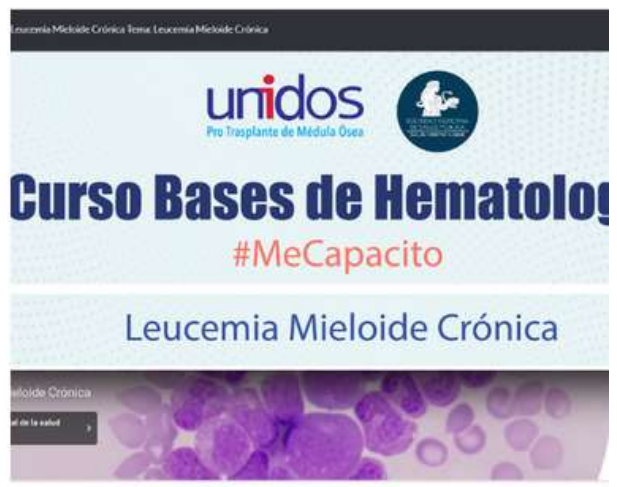 Leucemia Mieloide Crónica Tema: Leucemia Mieloide Crónica
unidos
Pro Trasplante de Médula Ósea
Curso Bases de Hematolog
#MeCapacito
Leucemia Mieloide Crónica
ieloide Crónica
al de la salud